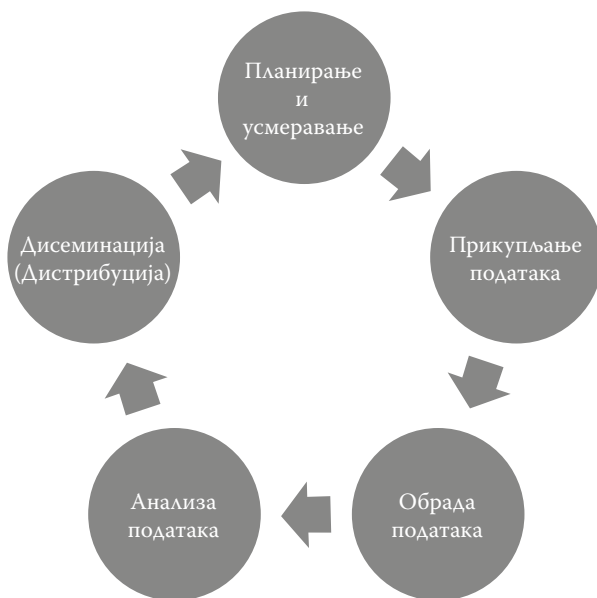 Планирање
и
усмеравање
Прикупљање
података
Обрада
података
Анализа
података
Дисеминација
(Дистрибуција)